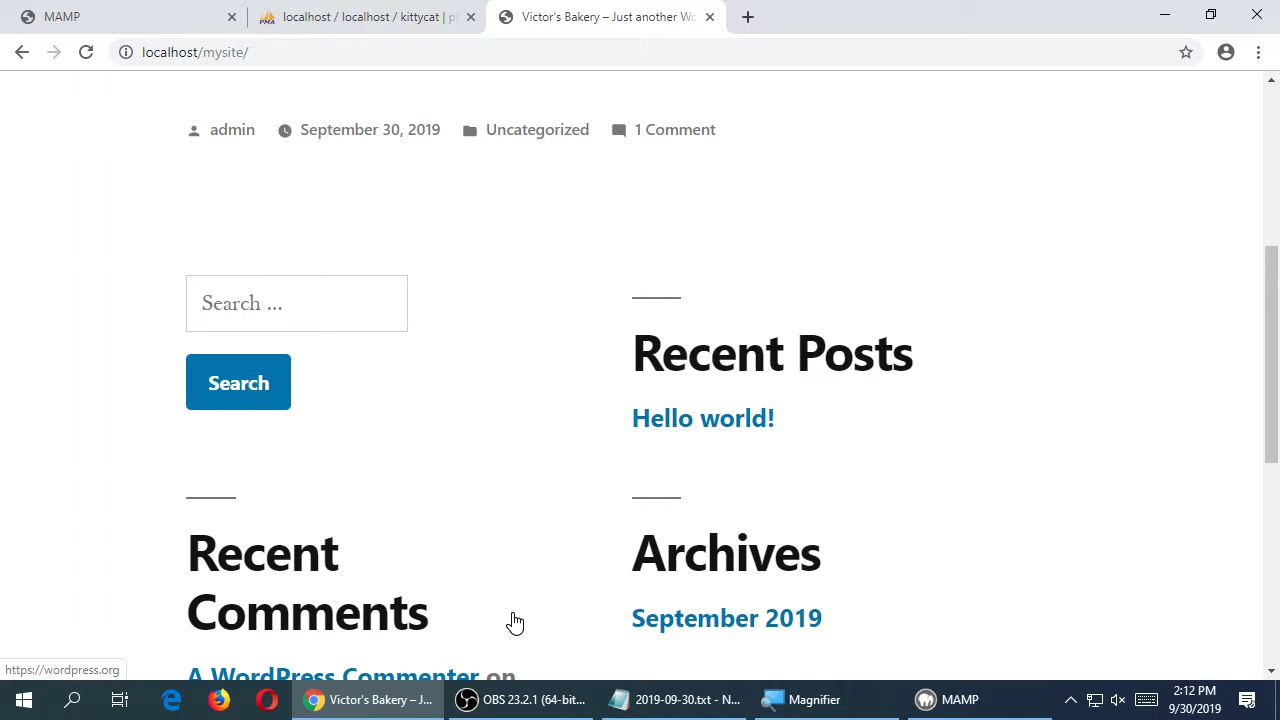 MAMP
localhost / localhost / kittycat | p
Victor's Bakery – Just another Wo
localhost/mysite/
admin
September 30, 2019
Uncategorized
1 Comment
Search ...
Search
Recent Posts
Hello world!
Recent
Comments
A WordPress Commenter on
Archives
September 2019
https://wordpress.org
Victor's Bakery – J...
OBS 23.2.1 (64-bit...
2019-09-30.txt - N...
Magnifier
MAMP
2:12 PM
9/30/2019